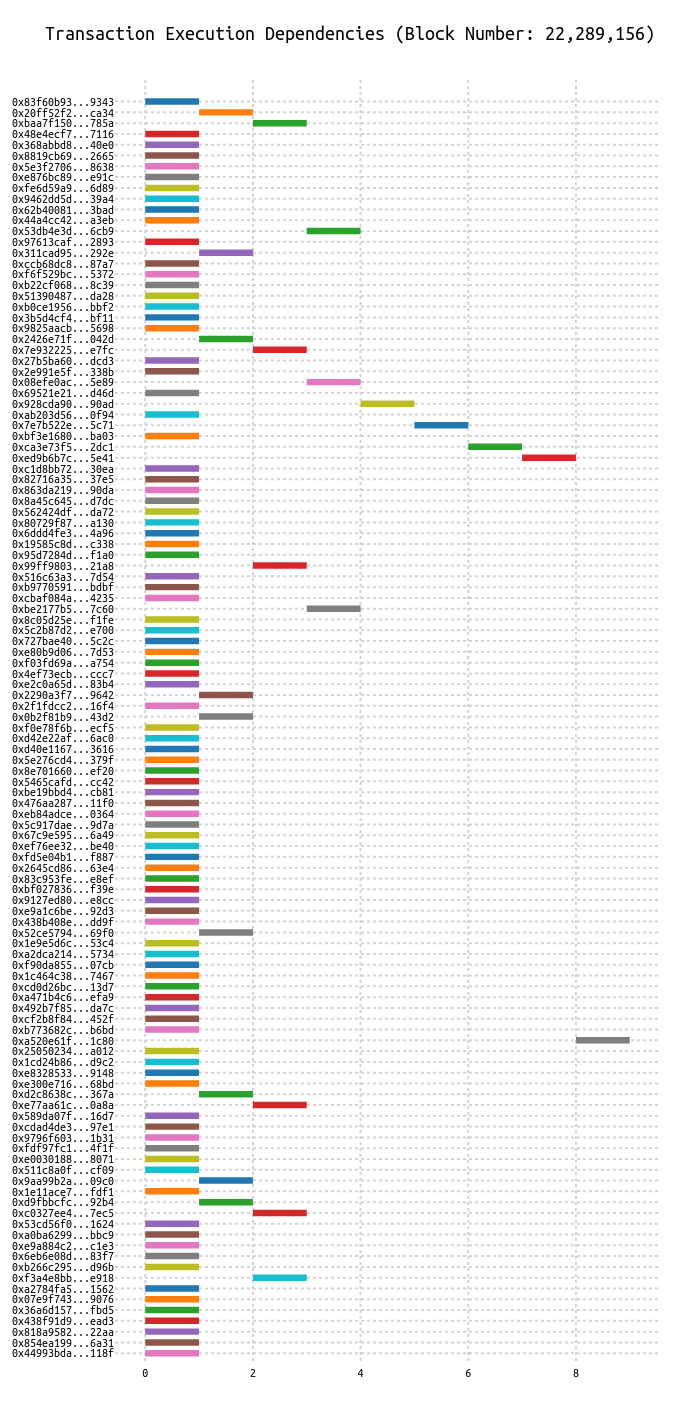 Transaction Execution Dependencies (Block Number: 22,289,156)
0x83f60b93...9343
0x20ff52f2...ca34
0xbaa7f150...785a
0x48e4ecf7...7116
0x368abbd8...40e0
0x8819cb69...2665
0x5e3f2706...8638
0xe876bc89...e91c
0xfe6d59a9...6d89
0x9462dd5d...39a4
0x62b40081...3bad
0x44a4cc42...a3eb
0x53db4e3d...6cb9
0x97613caf...2893
0x311cad95...292e
0xccb68dc8...87a7
0xf6f529bc...5372
0xb22cf068...8c39
0x51390487...da28
0xb0ce1956...bbf2
0x3b5d4cf4...bf11
0x9825aacb...5698
0x2426e71f...042d
0x7e932225...e7fc
0x27b5ba60...dcd3
0x2e991e5f...338b
0x08efe0ac...5e89
0x69521e21...d46d
0x928cda90...90ad
0xab203d56...0f94
0x7e7b522e...5c71
0xbf3e1680...ba03
0xca3e73f5...2dc1
0xed9b6b7c...5e41
0xc1d8bb72...30ea
0x82716a35...37e5
0x863da219...90da
0x8a45c645...d7dc
0x562424df...da72
0x80729f87...a130
0x6ddd4fe3...4a96
0x19585c8d...c338
0x95d7284d...f1a0
0x99ff9803...21a8
0x516c63a3...7d54
0xb9770591...bdbf
0xcbaf084a...4235
0xbe2177b5...7c60
0x8c05d25e...f1fe
0x5c2b87d2...e700
0x727bae40...5c2c
0xe80b9d06...7d53
0xf03fd69a...a754
0x4ef73ecb...ccc7
0xe2c0a65d...83b4
0x2290a3f7...9642
0x2f1fdcc2...16f4
0x0b2f81b9...43d2
0xf0e78f6b...ecf5
0xd42e22af...6ac0
0xd40e1167...3616
0x5e276cd4...379f
0x8e701660...ef20
0x5465cafd...cc42
0xbe19bbd4...cb81
0x476aa287...11f0
0xeb84adce...0364
0x5c917dae...9d7a
0x67c9e595...6a49
0xef76ee32...be40
0xfd5e04b1...f887
0x2645cd86...63e4
0x83c953fe...e8ef
0xbf027836...f39e
0x9127ed80...e8cc
0xe9a1c6be...92d3
0x438b408e...dd9f
0x52ce5794...69f0
0x1e9e5d6c...53c4
0xa2dca214...5734
0xf90da855...07cb
0x1c464c38...7467
0xcd0d26bc...13d7
0xa471b4c6...efa9
0x492b7f85...da7c
0xcf2b8f84...452f
0xb773682c...b6bd
0xa520e61f...1c80
0x25050234...a012
0x1cd24b86...d9c2
0xe8328533...9148
0xe300e716...68bd
0xd2c8638c...367a
0xe77aa61c...0a8a
0x589da07f...16d7
0xcdad4de3...97e1
0x9796f603...1b31
0xfdf97fc1...4f1f
0xe0030188...8071
0x511c8a0f...cf09
0x9aa99b2a...09c0
0x1e11ace7...fdf1
0xd9fbbcfc...92b4
0xc0327ee4...7ec5
0x53cd56f0...1624
0xa0ba6299...bbc9
0xe9a884c2...c1e3
0x6eb6e08d...83f7
0xb266c295...d96b
0xf3a4e8bb...e918
0xa2784fa5...1562
0x07e9f743...9076
0x36a6d157...fbd5
0x438f91d9...ead3
0x818a9582...22aa
0x854ea199...6a31
0x44993bda...118f
0 2 4 6 8